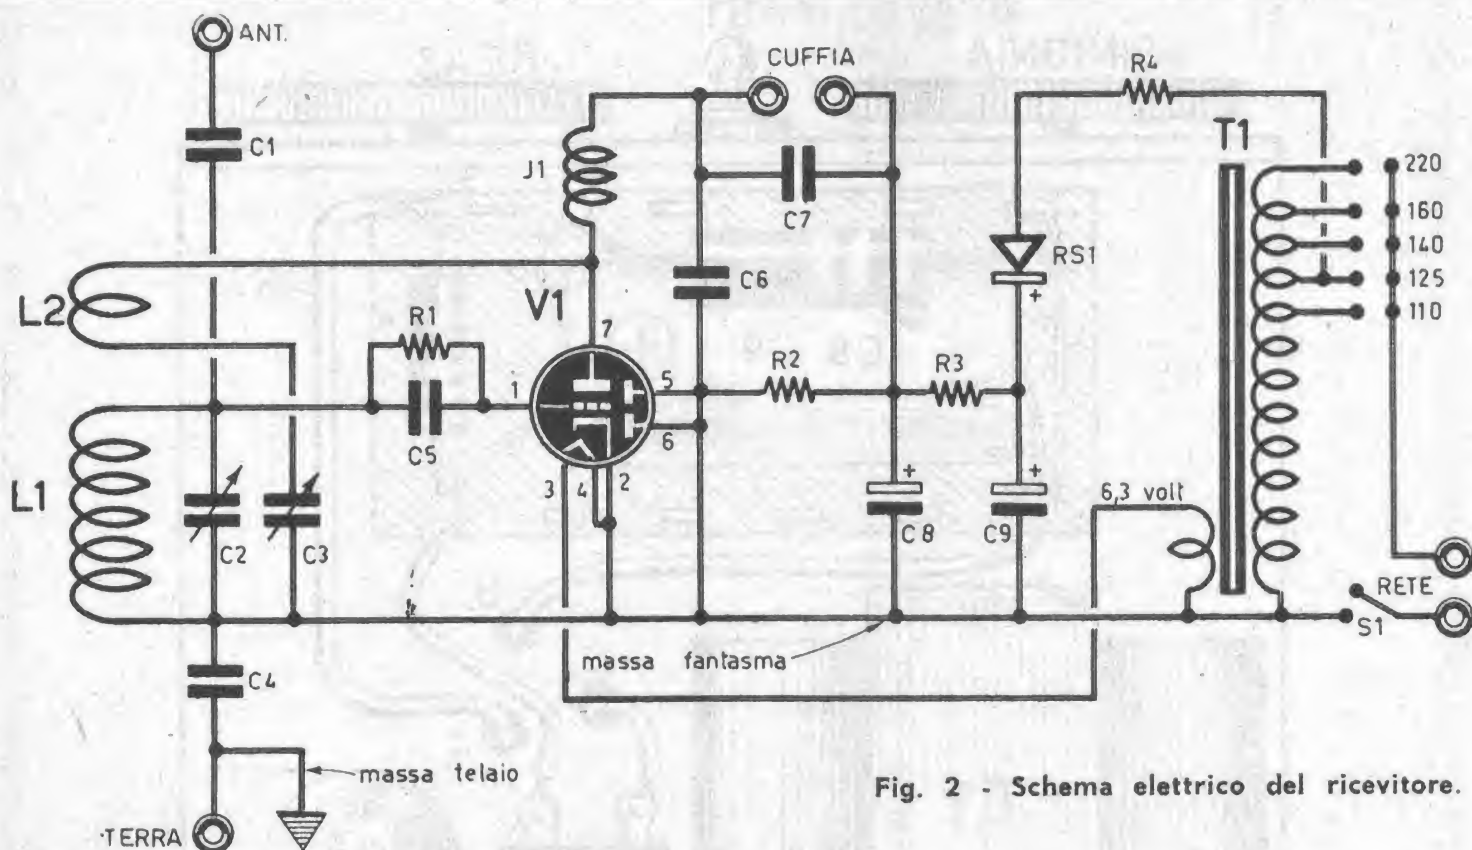 ANT.
CUFFIA
R4
C1
T1
J1
220
C7
160
RS1
140
+
C6
125
L2
V1
110
R1
7
R2
R3
1
5
6
C5
3
4
2
+
+
6,3 volt
L1
C2
C3
C8
C9
RETE
S1
massa fantasma
C4
massa telaio
Fig. 2 - Schema elettrico del ricevitore.
TERRA